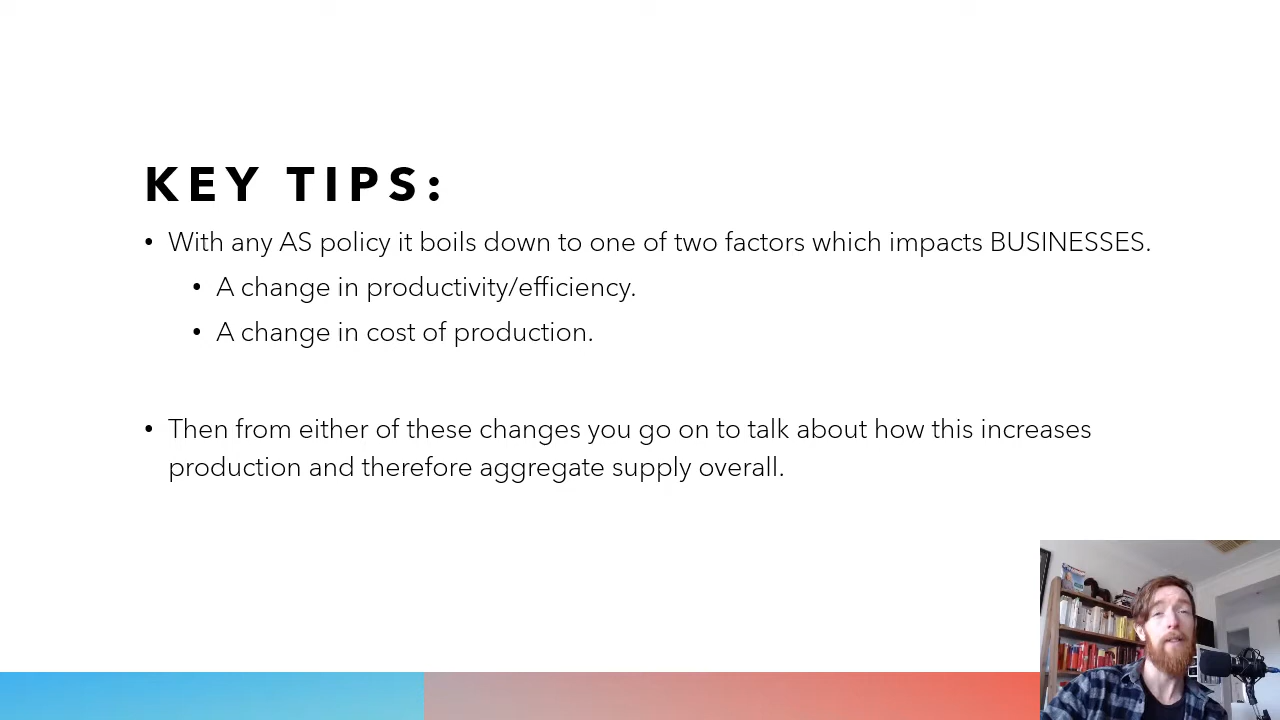 KEY TIPS:
• With any AS policy it boils down to one of two factors which impacts BUSINESSES.
• A change in productivity/efficiency.
• A change in cost of production.
• Then from either of these changes you go on to talk about how this increases
production and therefore aggregate supply overall.